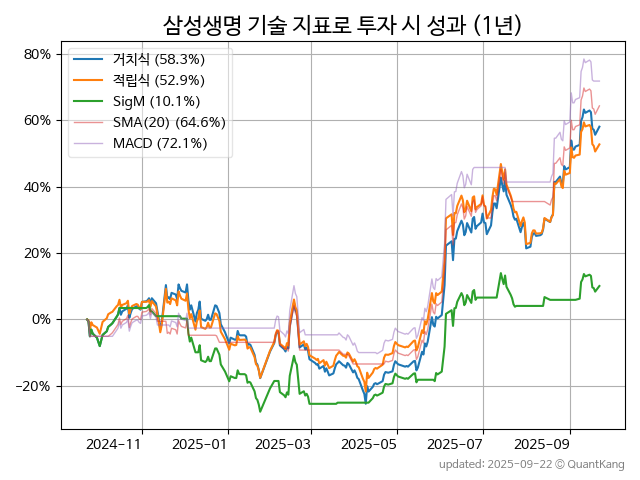 삼성생명 기술 지표로 투자 시 성과 (1년)
80%
60%
40%
20%
0%
−20%
거치식 (58.3%)
적립식 (52.9%)
SigM (10.1%)
SMA(20) (64.6%)
MACD (72.1%)
2024-11 2025-01 2025-03 2025-05 2025-07 2025-09
updated: 2025-09-22 © QuantKang